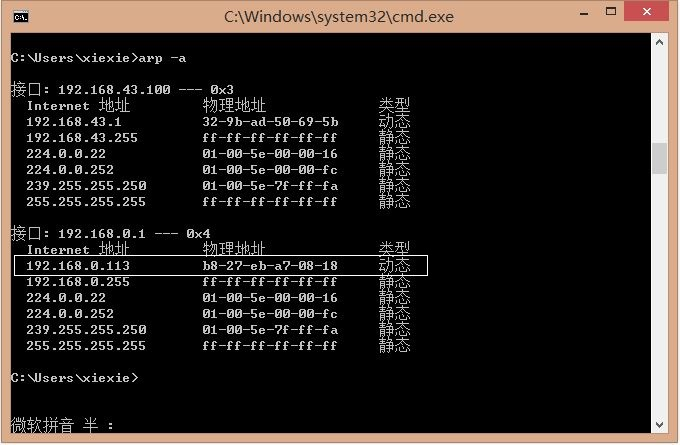 C:\Windows\system32\cmd.exe
C:\Users\xiexie>arp -a
接口: 192.168.43.100 --- 0x3
Internet 地址 物理地址 类型
192.168.43.1 32-9b-ad-50-69-5b 动态
192.168.43.255 ff-ff-ff-ff-ff-ff 静态
224.0.0.22 01-00-5e-00-00-16 静态
224.0.0.252 01-00-5e-00-00-fc 静态
239.255.255.250 01-00-5e-7f-ff-fa 静态
255.255.255.255 ff-ff-ff-ff-ff-ff 静态
接口: 192.168.0.1 --- 0x4
Internet 地址 物理地址 类型
192.168.0.113 b8-27-eb-a7-08-18 动态
192.168.0.255 ff-ff-ff-ff-ff-ff 静态
224.0.0.22 01-00-5e-00-00-16 静态
224.0.0.252 01-00-5e-00-00-fc 静态
239.255.255.250 01-00-5e-7f-ff-fa 静态
255.255.255.255 ff-ff-ff-ff-ff-ff 静态
C:\Users\xiexie>
微软拼音 半 :